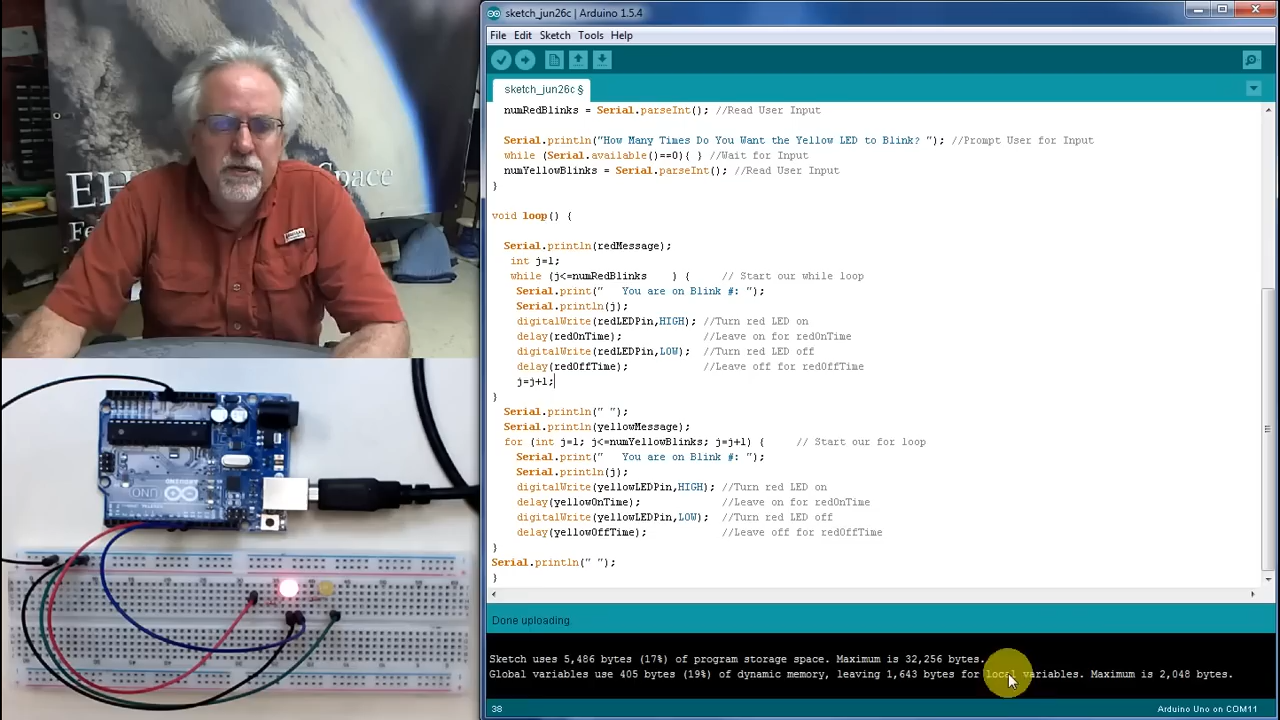 sketch_jun26c | Arduino 1.5.4
File Edit Sketch Tools Help
sketch_jun26c §
numRedBlinks = Serial.parseInt(); //Read User Input
Serial.println("How Many Times Do You Want the Yellow LED to Blink? "); //Prompt User for Input
while (Serial.available()==0){ } //Wait for Input
numYellowBlinks = Serial.parseInt(); //Read User Input
}
void loop() {
Serial.println(redMessage);
int j=1;
while (j<=numRedBlinks    ) {     // Start our while loop
Serial.print("   You are on Blink #: ");
Serial.println(j);
digitalWrite(redLEDPin,HIGH); //Turn red LED on
delay(redOnTime);             //Leave on for redOnTime
digitalWrite(redLEDPin,LOW);  //Turn red LED off
delay(redOffTime);            //Leave off for redOffTime
j=j+1;
}
Serial.println(" ");
Serial.println(yellowMessage);
for (int j=1; j<=numYellowBlinks; j=j+1) {     // Start our for loop
Serial.print("   You are on Blink #: ");
Serial.println(j);
digitalWrite(yellowLEDPin,HIGH); //Turn red LED on
delay(yellowOnTime);             //Leave on for redOnTime
digitalWrite(yellowLEDPin,LOW);  //Turn red LED off
delay(yellowOffTime);            //Leave off for redOffTime
}
Serial.println(" ");
}
Done uploading
Sketch uses 5,486 bytes (17%) of program storage space. Maximum is 32,256 bytes.
Global variables use 405 bytes (19%) of dynamic memory, leaving 1,643 bytes for local variables. Maximum is 2,048 bytes.
38
Arduino Uno on COM11
EH
Space
Fe
UNO